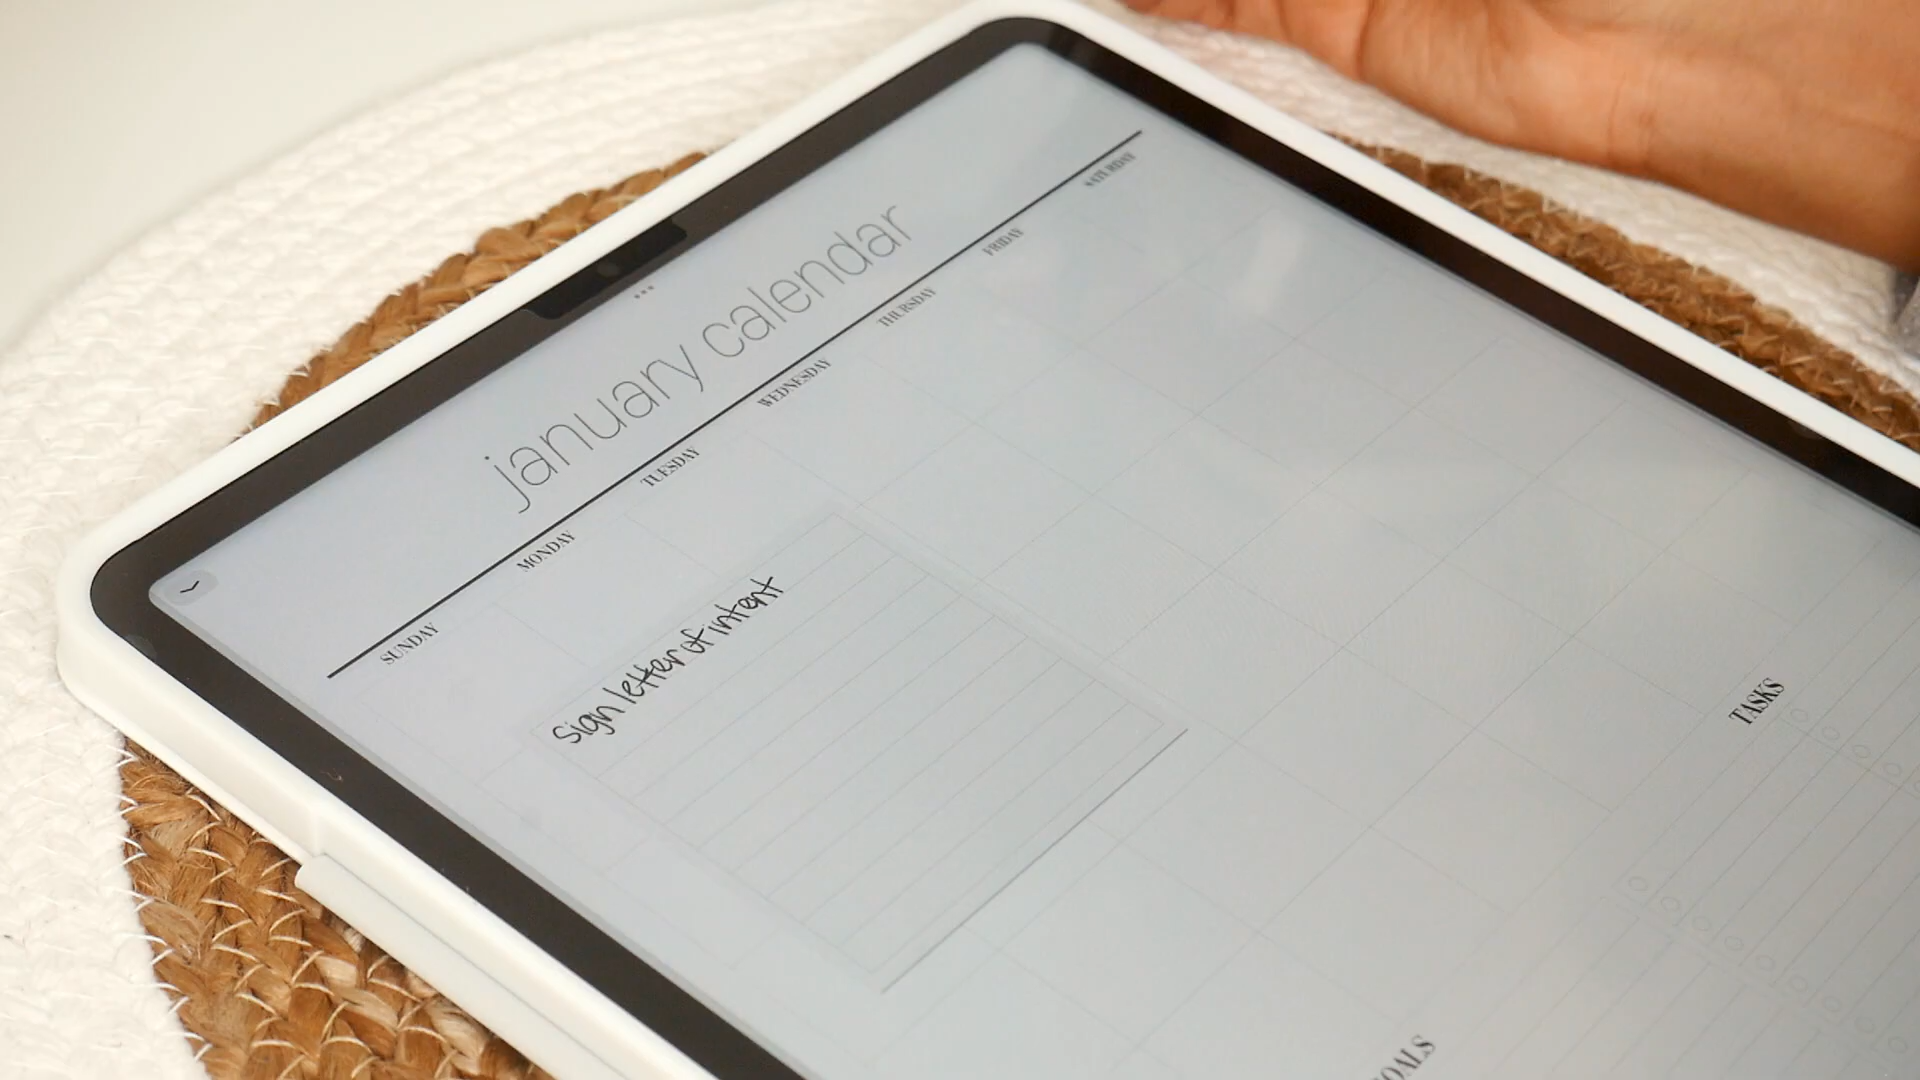 january calendar
SUNDAY MONDAY TUESDAY WEDNESDAY THURSDAY FRIDAY SATURDAY
Sign letter of intent
TASKS